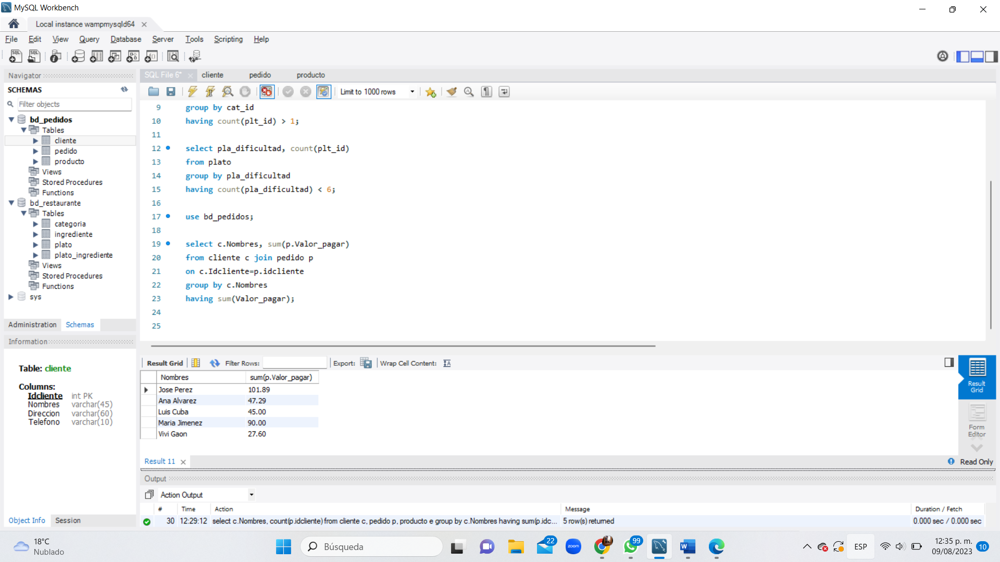 MySQL Workbench
Local instance wampmysqld64
File Edit View Query Database Server Tools Scripting Help
Navigator
SCHEMAS
Filter objects
bd_pedidos
Tables
cliente
pedido
producto
Views
Stored Procedures
Functions
bd_restaurante
Tables
categoria
ingrediente
plato
plato_ingrediente
Views
Stored Procedures
Functions
sys
Administration Schemas
Information
Table: cliente
Columns:
Idcliente int PK
Nombres varchar(45)
Direccion varchar(60)
Telefono varchar(10)
Object Info Session
SQL File 6* cliente pedido producto
Limit to 1000 rows
9 group by cat_id
10 having count(plt_id) > 1;
11
12 select pla_dificultad, count(plt_id)
13 from plato
14 group by pla_dificultad
15 having count(pla_dificultad) < 6;
16
17 use bd_pedidos;
18
19 select c.Nombres, sum(p.Valor_pagar)
20 from cliente c join pedido p
21 on c.Idcliente=p.idcliente
22 group by c.Nombres
23 having sum(Valor_pagar);
24
25
Result Grid Filter Rows: Export: Wrap Cell Content:
Nombres sum(p.Valor_pagar)
Jose Perez 101.89
Ana Alvarez 47.29
Luis Cuba 45.00
Maria Jimenez 90.00
Vivi Gaon 27.60
Result
Grid
Form
Editor
Result 11 Read Only
Output
Action Output
# Time Action Message Duration / Fetch
30 12:29:12 select c.Nombres, count(p.idcliente) from cliente c, pedido p, producto e group by c.Nombres having sum(p.idc... 5 row(s) returned 0.000 sec / 0.000 sec
18°C
Nublado
Búsqueda
22
zoom
99
ESP
12:35 p. m.
09/08/2023
10